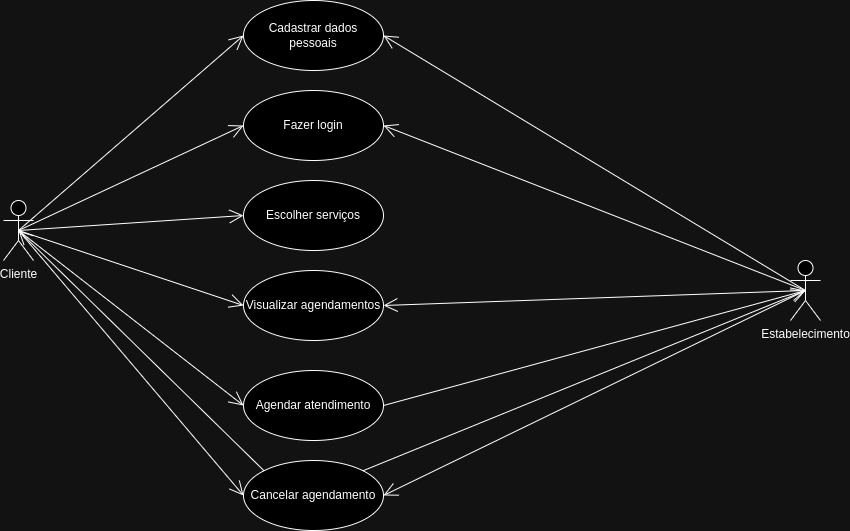 Cadastrar dados
pessoais
Fazer login
Escolher serviços
Cliente
Visualizar agendamentos
Estabelecimento
Agendar atendimento
Cancelar agendamento